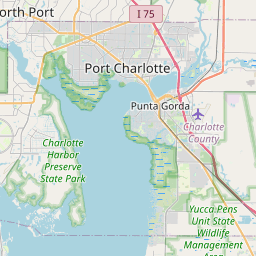 orth Port
I 75
Port Charlotte
Punta Gorda
Charlotte
County
Charlotte
Harbor
Preserve
State Park
Yucca Pens
Unit State
Wildlife
Management
Area